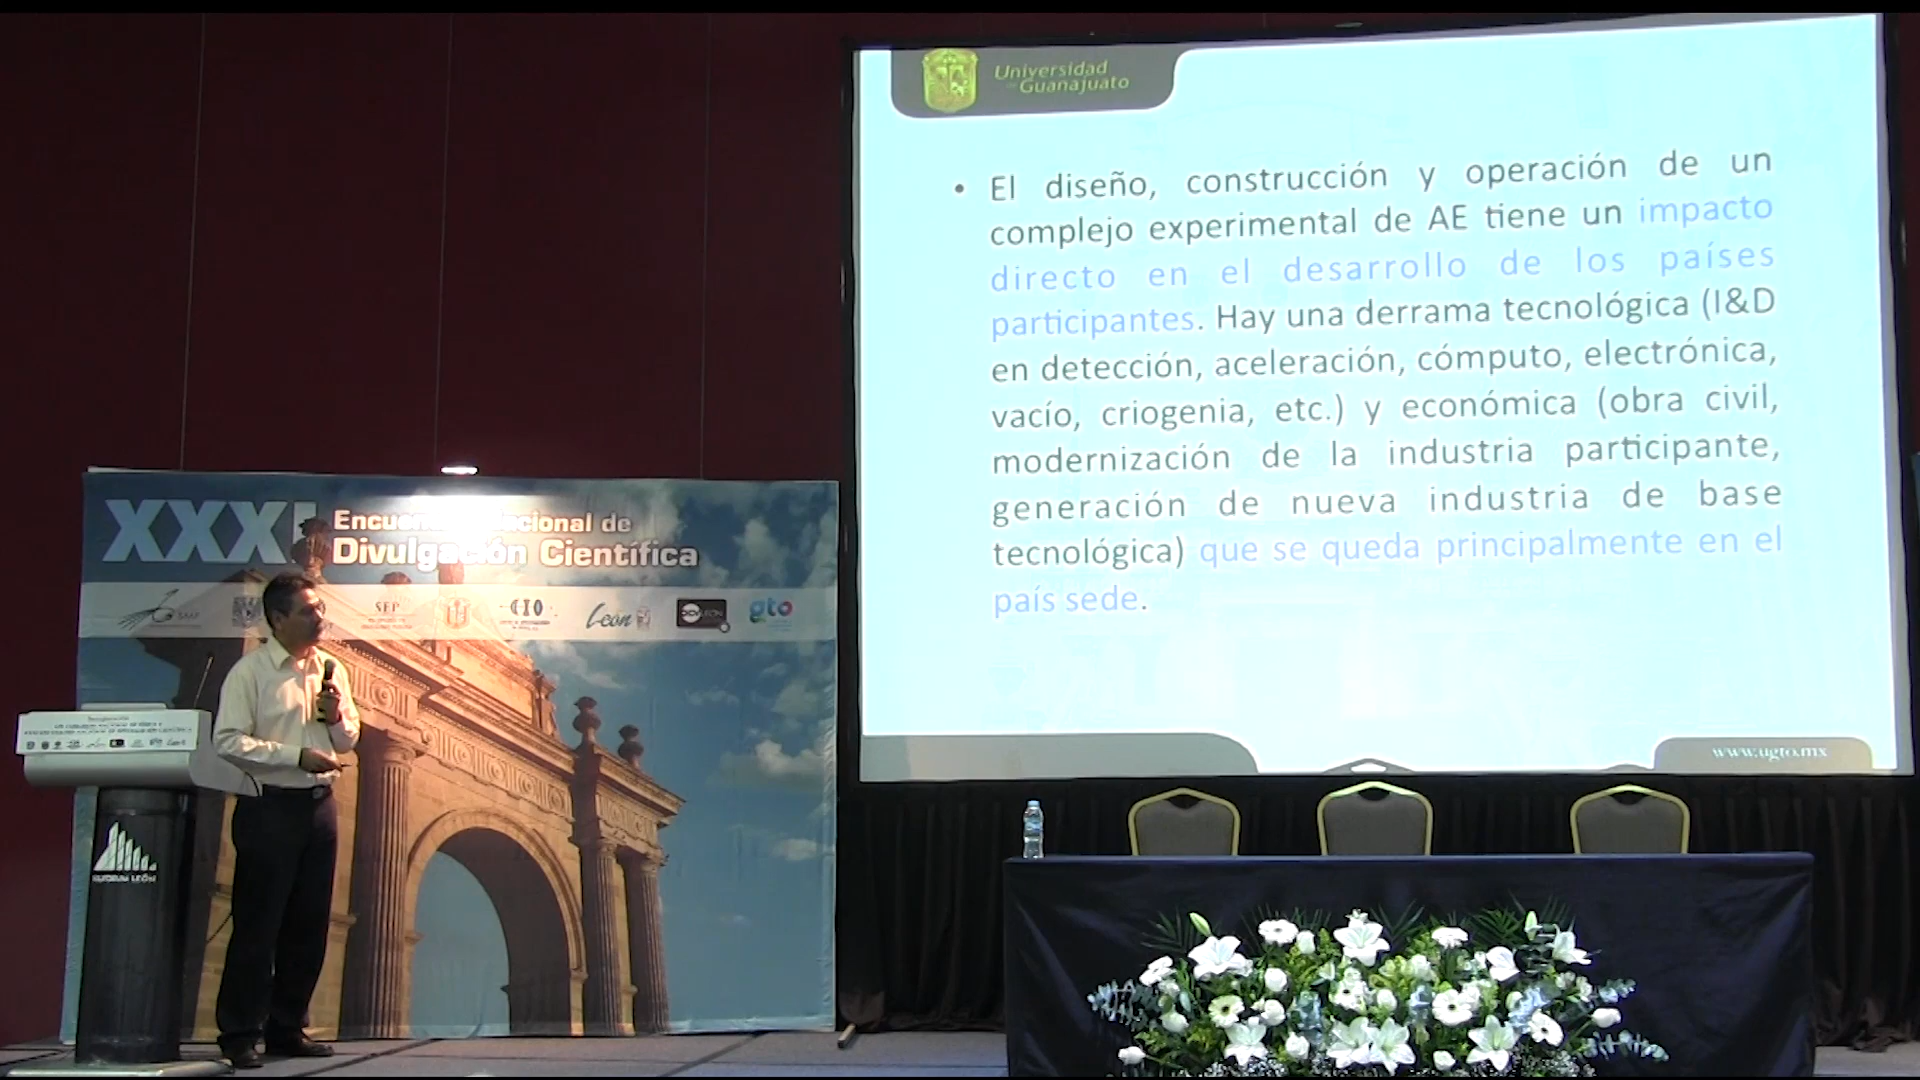 Universidad
de Guanajuato
• El diseño, construcción y operación de un
complejo experimental de AE tiene un impacto
directo en el desarrollo de los países
participantes. Hay una derrama tecnológica (I&D
en detección, aceleración, cómputo, electrónica,
vacío, criogenia, etc.) y económica (obra civil,
modernización de la industria participante,
generación de nueva industria de base
tecnológica) que se queda principalmente en el
país sede.
www.ugto.mx
XXXI
Nacional de
Divulgación Científica
SEP
CIO
León
gto